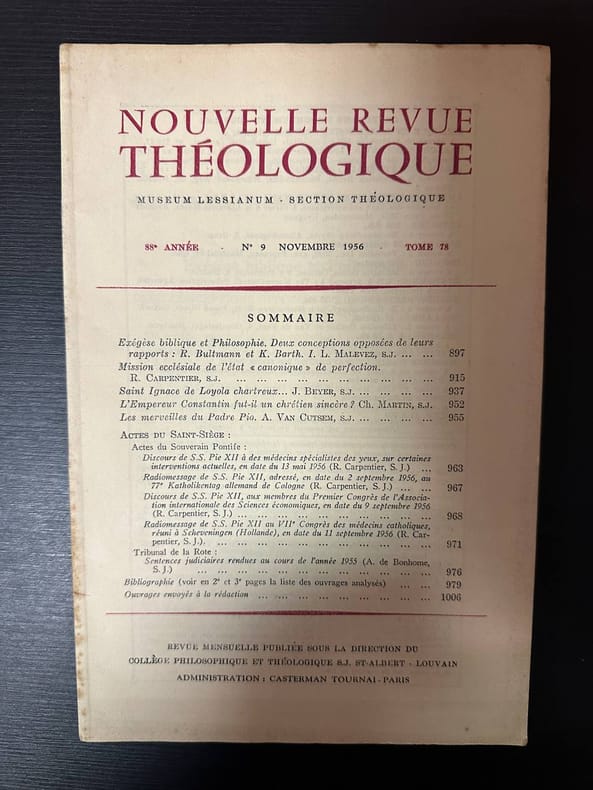 NOUVELLE REVUE
THÉOLOGIQUE
MUSEUM LESSIANUM · SECTION THÉOLOGIQUE
88e ANNÉE · N° 9 NOVEMBRE 1956 · TOME 78
SOMMAIRE
Exégèse biblique et Philosophie. Deux conceptions opposées de leurs
rapports : R. Bultmann et K. Barth. I. L. MALEVEZ, S.J. ... ... 897
Mission ecclésiale de l'état « canonique » de perfection.
R. CARPENTIER, S.J. ... ... ... ... ... ... ... ... ... ... 915
Saint Ignace de Loyola chartreux... J. BEYER, S.J. ... ... ... ... 937
L'Empereur Constantin fut-il un chrétien sincère ? CH. MARTIN, S.J. 952
Les merveilles du Padre Pio. A. VAN CUTSEM, S.J. ... ... ... ... 955
ACTES DU SAINT-SIÈGE :
Actes du Souverain Pontife :
Discours de S.S. Pie XII à des médecins spécialistes des yeux, sur certaines
interventions actuelles, en date du 13 mai 1956 (R. Carpentier, S. J.) ... 963
Radiomessage de S.S. Pie XII, adressé, en date du 2 septembre 1956, au
77e Katholikentag allemand de Cologne (R. Carpentier, S. J.) ... ... 967
Discours de S.S. Pie XII, aux membres du Premier Congrès de l'Associa-
tion internationale des Sciences économiques, en date du 9 septembre 1956
(R. Carpentier, S. J.) ... ... ... ... ... ... ... ... ... ... 968
Radiomessage de S.S. Pie XII au VIIe Congrès des médecins catholiques,
réuni à Scheveningen (Hollande), en date du 11 septembre 1956 (R. Car-
pentier, S. J.). ... ... ... ... ... ... ... ... ... ... ... 971
Tribunal de la Rote :
Sentences judiciaires rendues au cours de l'année 1955 (A. de Bonhome,
S. J.) ... ... ... ... ... ... ... ... ... ... ... 976
Bibliographie (voir en 2e et 3e pages la liste des ouvrages analysés) ... ... 979
Ouvrages envoyés à la rédaction ... ... ... ... ... ... ... ... 1006
REVUE MENSUELLE PUBLIÉE SOUS LA DIRECTION DU
COLLÈGE PHILOSOPHIQUE ET THÉOLOGIQUE S.J. ST-ALBERT · LOUVAIN
ADMINISTRATION : CASTERMAN TOURNAI - PARIS